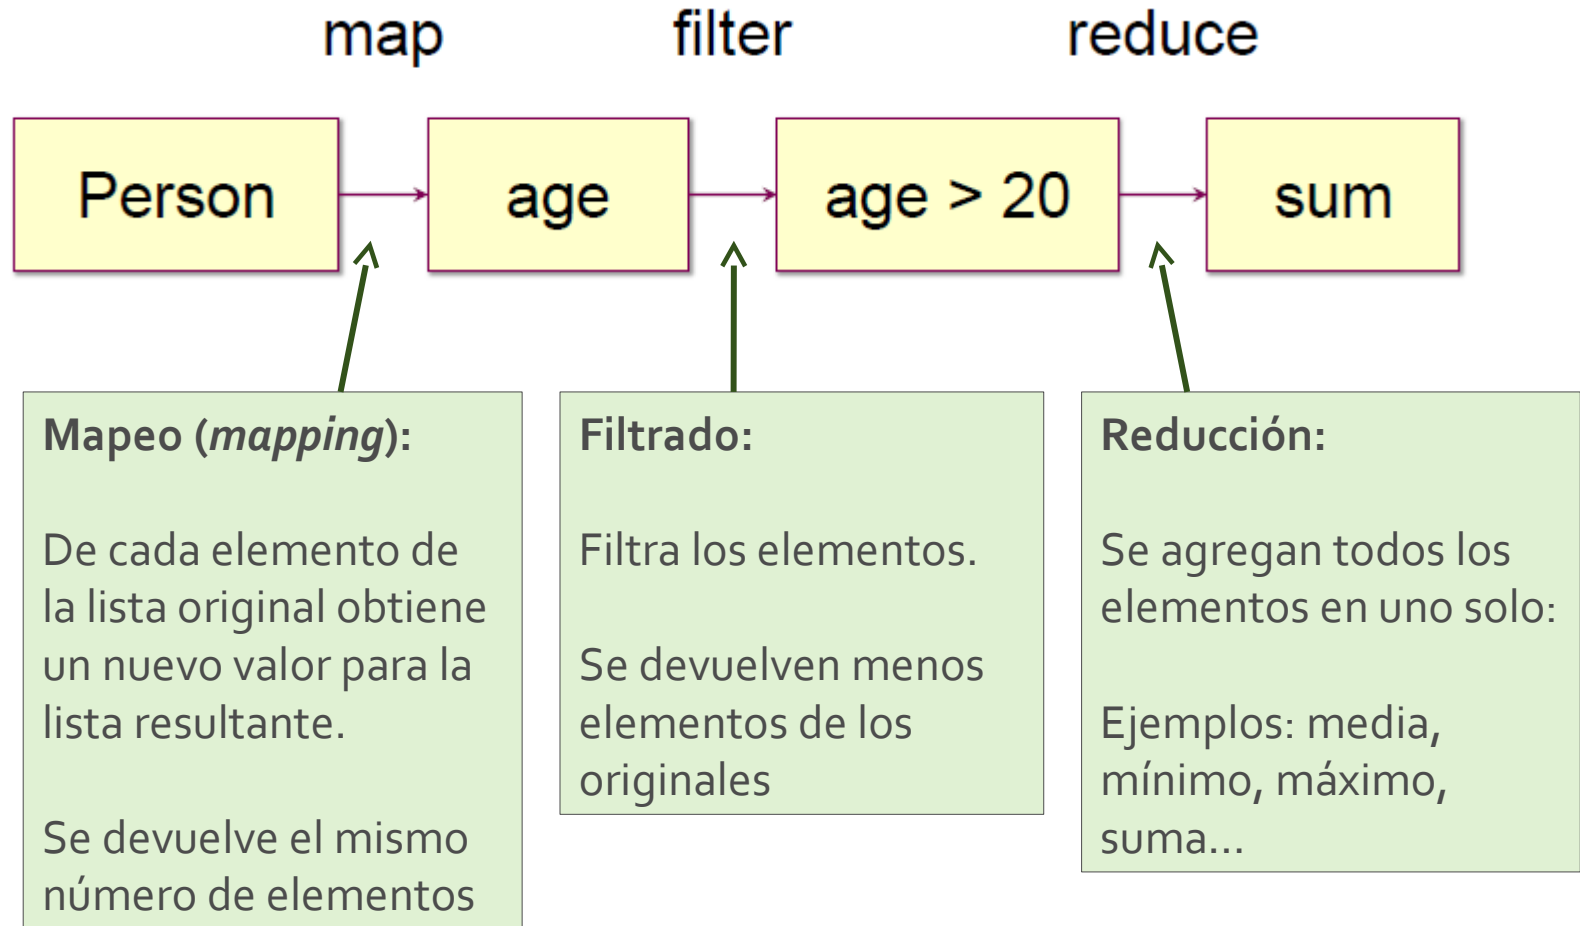 map filter reduce
Person age age > 20 sum
Mapeo (mapping):
De cada elemento de
la lista original obtiene
un nuevo valor para la
lista resultante.
Se devuelve el mismo
número de elementos
Filtrado:
Filtra los elementos.
Se devuelven menos
elementos de los
originales
Reducción:
Se agregan todos los
elementos en uno solo:
Ejemplos: media,
mínimo, máximo,
suma...